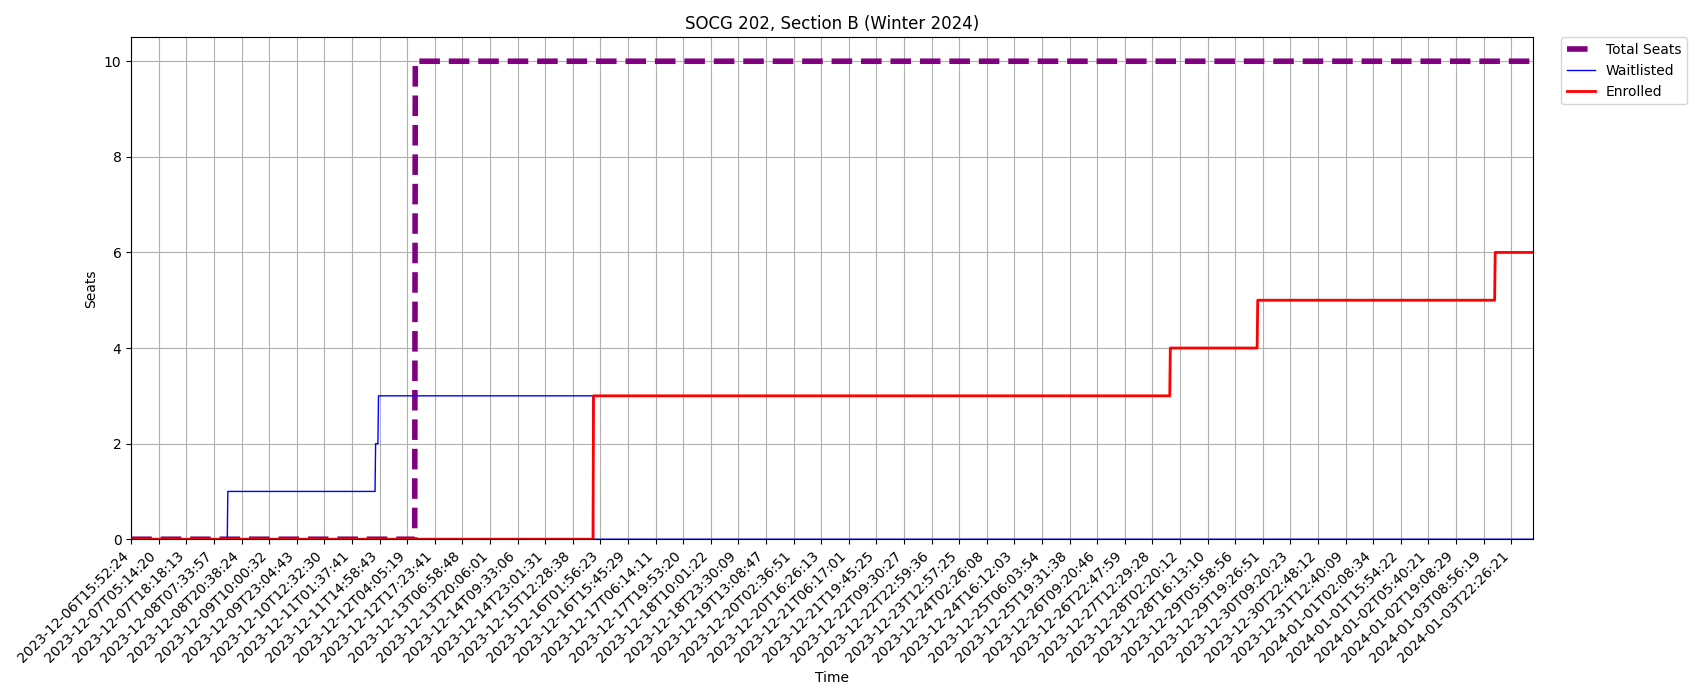 SOCG 202, Section B (Winter 2024)
Total Seats
Waitlisted
Enrolled
10
8
6
4
2
0
Seats
2023-12-06T15:52:24
2023-12-07T05:14:20
2023-12-07T18:18:13
2023-12-08T07:33:57
2023-12-08T20:38:24
2023-12-09T10:00:32
2023-12-09T23:04:43
2023-12-10T12:32:30
2023-12-11T01:37:41
2023-12-11T14:58:43
2023-12-12T04:05:19
2023-12-12T17:23:41
2023-12-13T06:58:48
2023-12-13T20:06:01
2023-12-14T09:33:06
2023-12-14T23:01:31
2023-12-15T12:28:38
2023-12-16T01:56:23
2023-12-16T15:45:29
2023-12-17T06:14:11
2023-12-17T19:53:20
2023-12-18T10:01:22
2023-12-18T23:30:09
2023-12-19T13:08:47
2023-12-20T02:36:51
2023-12-20T16:26:13
2023-12-21T06:17:01
2023-12-21T19:45:25
2023-12-22T09:30:27
2023-12-22T22:59:36
2023-12-23T12:57:25
2023-12-24T02:26:08
2023-12-24T16:12:03
2023-12-25T06:03:54
2023-12-25T19:31:38
2023-12-26T09:20:46
2023-12-26T22:47:59
2023-12-27T12:29:28
2023-12-28T02:20:12
2023-12-28T16:13:10
2023-12-29T05:58:56
2023-12-29T19:26:51
2023-12-30T09:20:23
2023-12-30T22:48:12
2023-12-31T12:40:09
2024-01-01T02:08:34
2024-01-01T15:54:22
2024-01-02T05:40:21
2024-01-02T19:08:29
2024-01-03T08:56:19
2024-01-03T22:26:21
Time